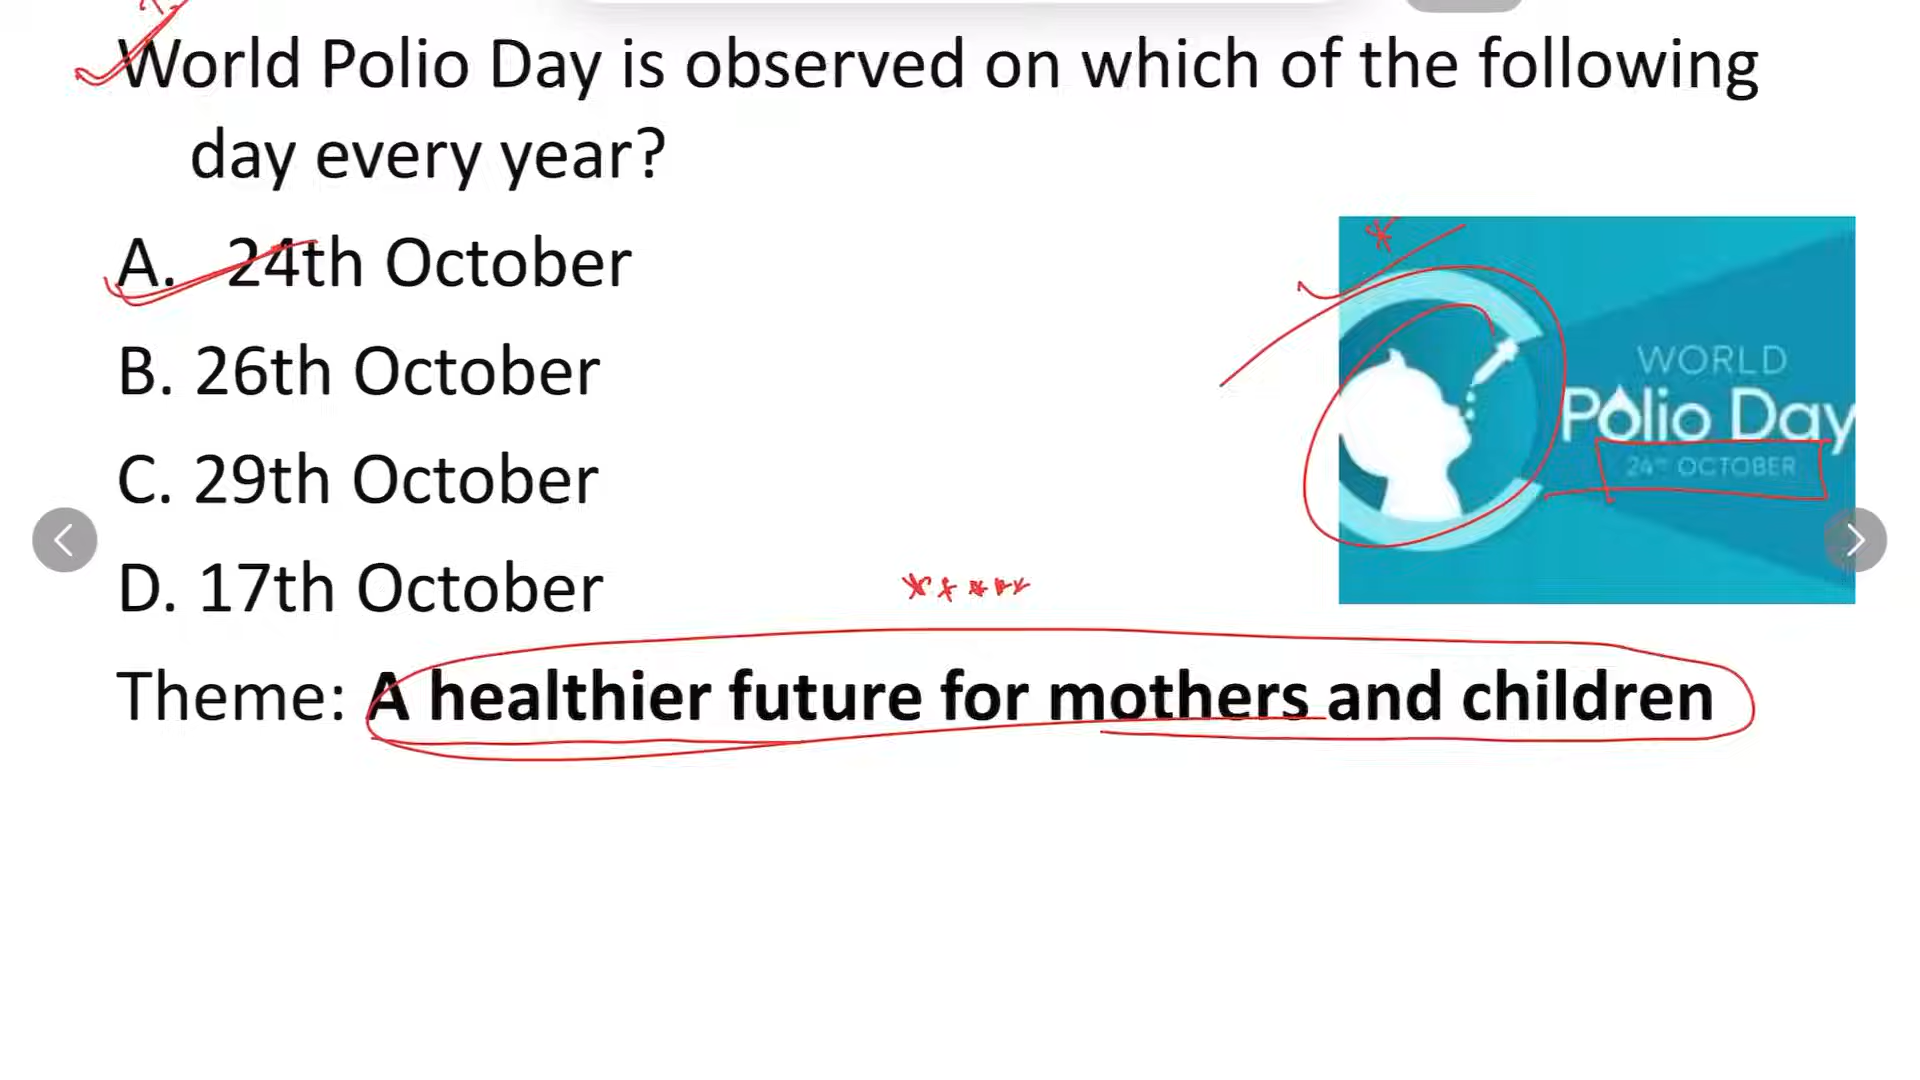 World Polio Day is observed on which of the following
day every year?
A. 24th October
B. 26th October
C. 29th October
D. 17th October
Theme: A healthier future for mothers and children
WORLD
Polio Day
24TH OCTOBER